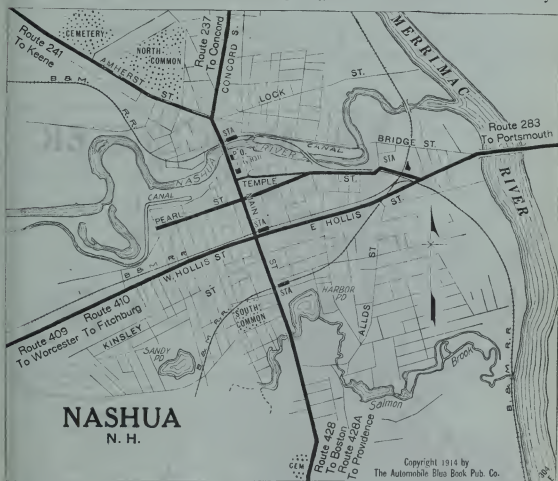 CEMETERY
Route 241
To Keene
AMHERST ST.
NORTH
COMMON
Route 237
To Concord
CONCORD S.
LOCK ST.
MERRIMAC
RIVER
B. & M. R. R.
STA
P. O.
NASHUA RIVER
CANAL
BRIDGE ST
STA
Route 283
To Portsmouth
TEMPLE ST.
CANAL
PEARL ST.
MAIN ST
STA
E. HOLLIS ST.
W. HOLLIS ST
B & M. R R
Route 410
To Fitchburg
Route 409
To Worcester
KINSLEY ST
SANDY
PD
B & M R. R.
SOUTH
COMMON
STA
HARBOR
PD
ALLDS ST
Salmon Brook
B. & M. R R
NASHUA
N. H.
CEM
Route 428
To Boston
Route 428A
To Providence
Copyright 1914 by
The Automobile Blue Book Pub. Co.
304